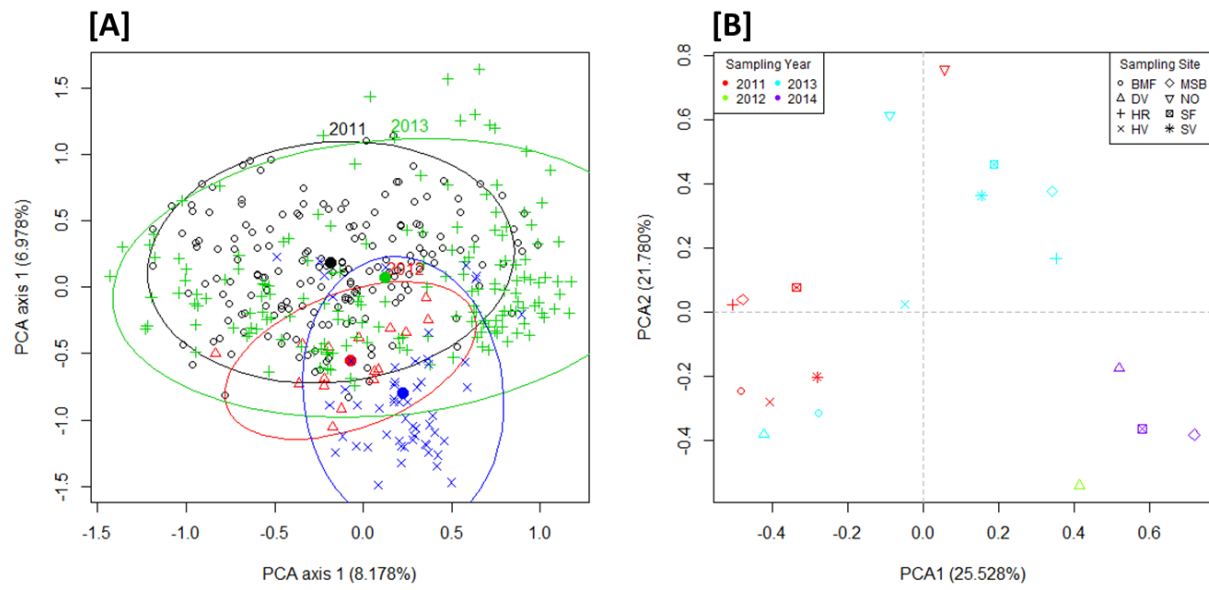 [A]
[B]
2011
2013
2012
1.5
1.0
0.5
0.0
-0.5
-1.0
-1.5
PCA axis 1 (6.978%)
-1.5
-1.0
-0.5
0.0
0.5
1.0
PCA axis 1 (8.178%)
Sampling Year
2011
2013
2012
2014
Sampling Site
BMF
MSB
DV
NO
HR
SF
HV
SV
0.8
0.6
0.4
0.2
0.0
-0.2
-0.4
PCA2 (21.780%)
-0.4
-0.2
0.0
0.2
0.4
0.6
PCA1 (25.528%)